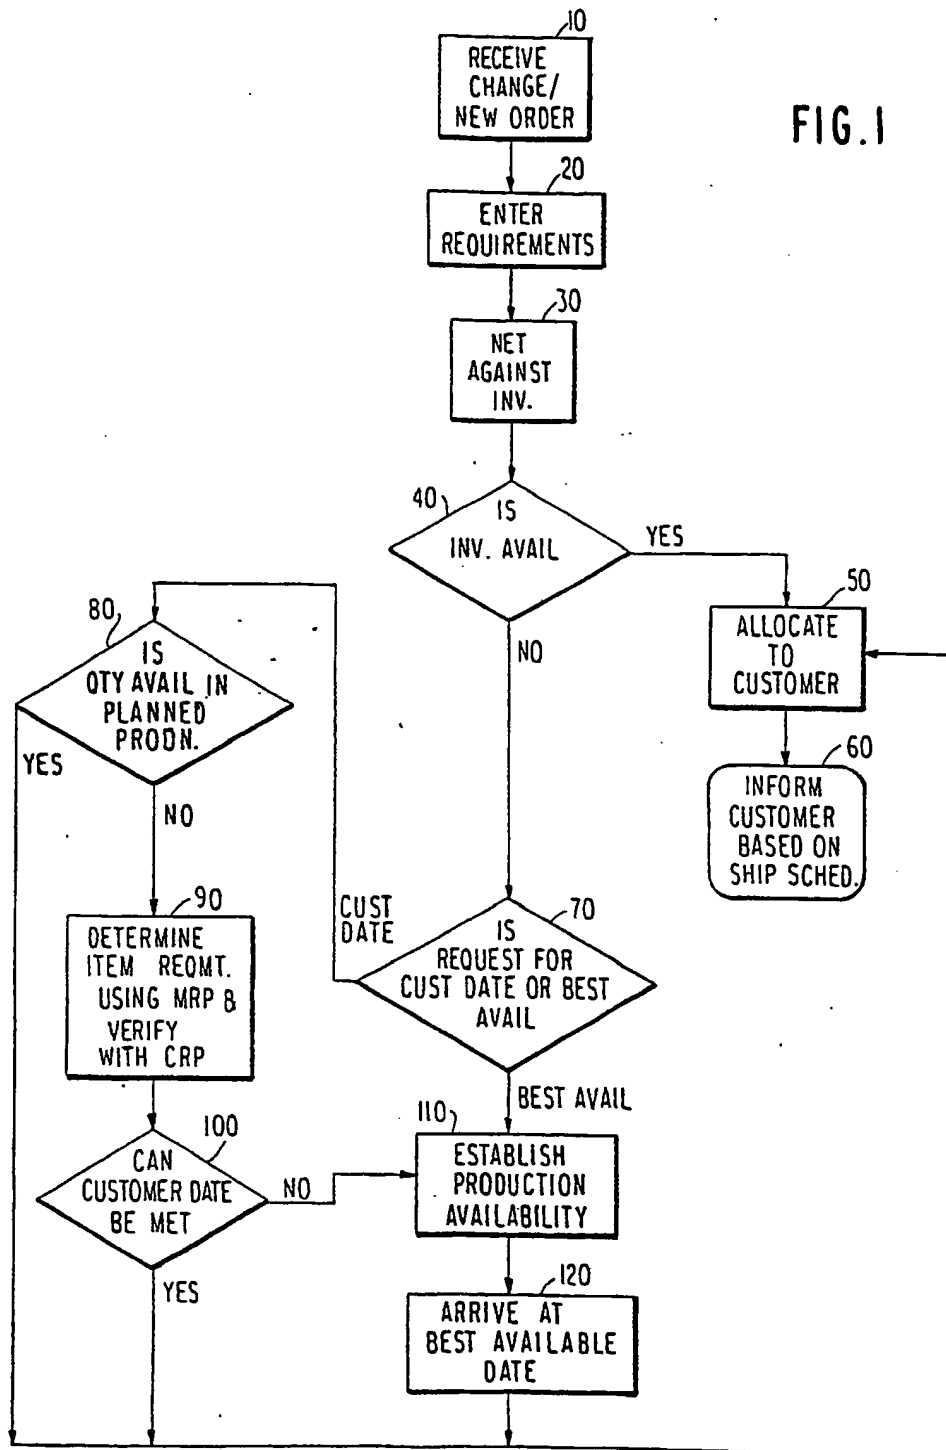 FIG.1
10
RECEIVE
CHANGE/
NEW ORDER
20
ENTER
REQUIREMENTS
30
NET
AGAINST
INV.
40
IS
INV. AVAIL
YES
NO
50
ALLOCATE
TO
CUSTOMER
60
INFORM
CUSTOMER
BASED ON
SHIP SCHED.
70
IS
REQUEST FOR
CUST DATE OR BEST
AVAIL
CUST
DATE
BEST AVAIL
80
IS
QTY AVAIL IN
PLANNED
PRODN.
YES
NO
90
DETERMINE
ITEM REQMT.
USING MRP &
VERIFY
WITH CRP
100
CAN
CUSTOMER DATE
BE MET
NO
YES
110
ESTABLISH
PRODUCTION
AVAILABILITY
120
ARRIVE AT
BEST AVAILABLE
DATE